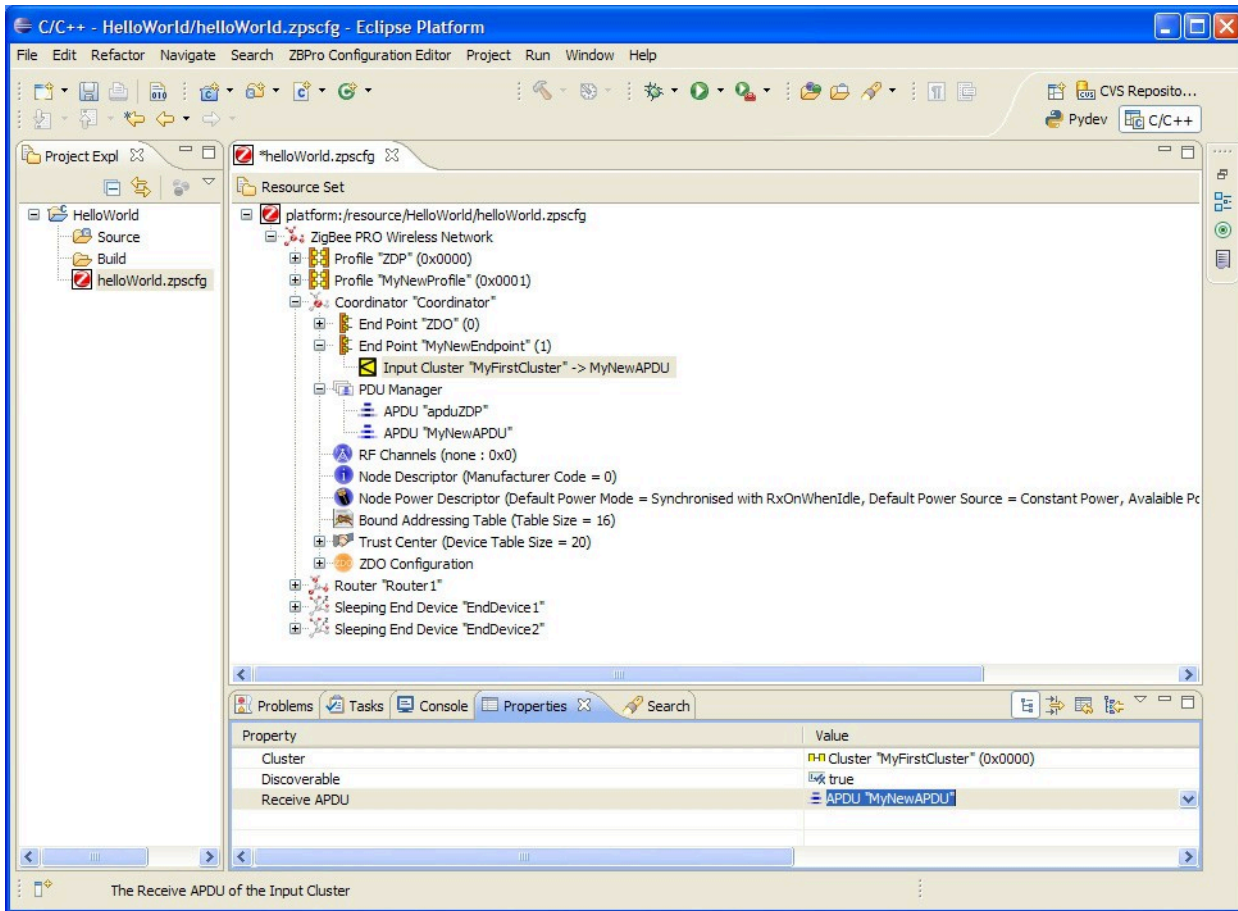 C/C++ - HelloWorld/helloWorld.zpscfg - Eclipse Platform
File Edit Refactor Navigate Search ZBPro Configuration Editor Project Run Window Help
CVS Reposito...
Pydev C/C++
Project Expl
*helloWorld.zpscfg
Resource Set
HelloWorld
Source
Build
helloWorld.zpscfg
platform:/resource/HelloWorld/helloWorld.zpscfg
ZigBee PRO Wireless Network
Profile "ZDP" (0x0000)
Profile "MyNewProfile" (0x0001)
Coordinator "Coordinator"
End Point "ZDO" (0)
End Point "MyNewEndpoint" (1)
Input Cluster "MyFirstCluster" -> MyNewAPDU
PDU Manager
APDU "apduZDP"
APDU "MyNewAPDU"
RF Channels (none : 0x0)
Node Descriptor (Manufacturer Code = 0)
Node Power Descriptor (Default Power Mode = Synchronised with RxOnWhenIdle, Default Power Source = Constant Power, Avalaible Po
Bound Addressing Table (Table Size = 16)
Trust Center (Device Table Size = 20)
ZDO Configuration
Router "Router1"
Sleeping End Device "EndDevice1"
Sleeping End Device "EndDevice2"
Problems Tasks Console Properties Search
Property Value
Cluster Cluster "MyFirstCluster" (0x0000)
Discoverable true
Receive APDU APDU "MyNewAPDU"
The Receive APDU of the Input Cluster